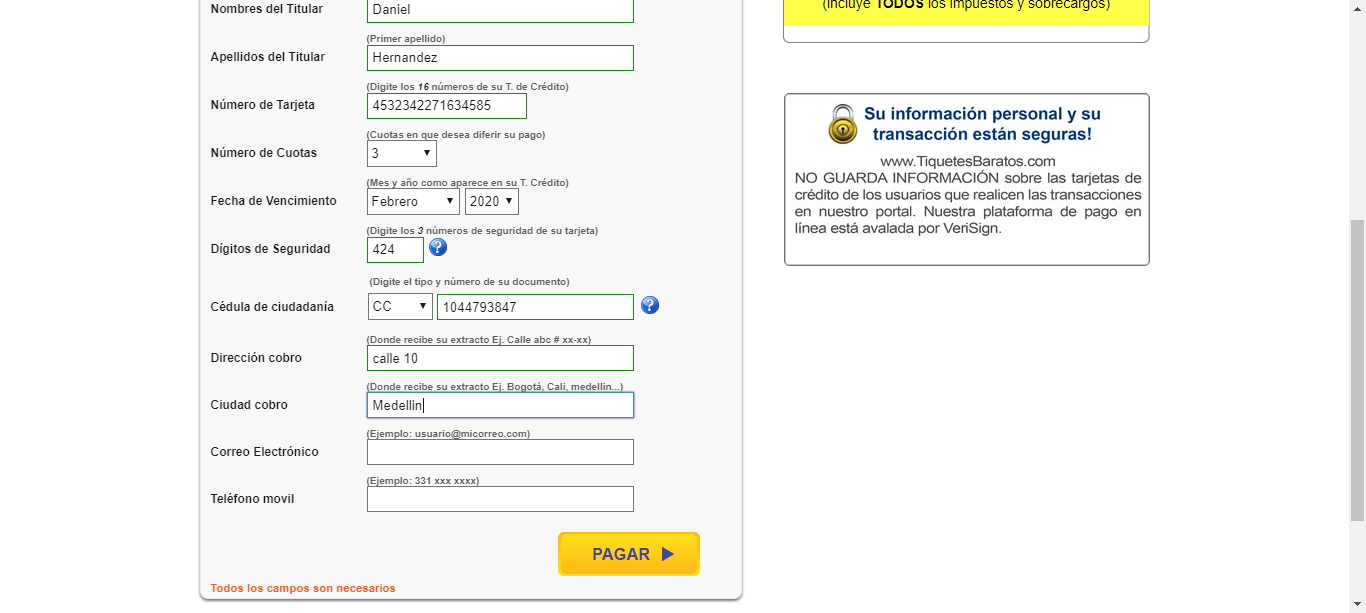 Nombres del Titular
Daniel
(Primer apellido)
Apellidos del Titular
Hernandez
(Digite los 16 números de su T. de Crédito)
Número de Tarjeta
4532342271634585
(Cuotas en que desea diferir su pago)
Número de Cuotas
3
(Mes y año como aparece en su T. Crédito)
Fecha de Vencimiento
Febrero 2020
(Digite los 3 números de seguridad de su tarjeta)
Dígitos de Seguridad
424
(Digite el tipo y número de su documento)
Cédula de ciudadanía
CC 1044793847
(Donde recibe su extracto Ej. Calle abc # xx-xx)
Dirección cobro
calle 10
(Donde recibe su extracto Ej. Bogotá, Cali, medellin...)
Ciudad cobro
Medellin
(Ejemplo: usuario@micorreo.com)
Correo Electrónico
(Ejemplo: 331 xxx xxxx)
Teléfono movil
PAGAR
Todos los campos son necesarios
(Incluye TODOS los impuestos y sobrecargos)
Su información personal y su
transacción están seguras!
www.TiquetesBaratos.com
NO GUARDA INFORMACIÓN sobre las tarjetas de
crédito de los usuarios que realicen las transacciones
en nuestro portal. Nuestra plataforma de pago en
línea está avalada por VeriSign.